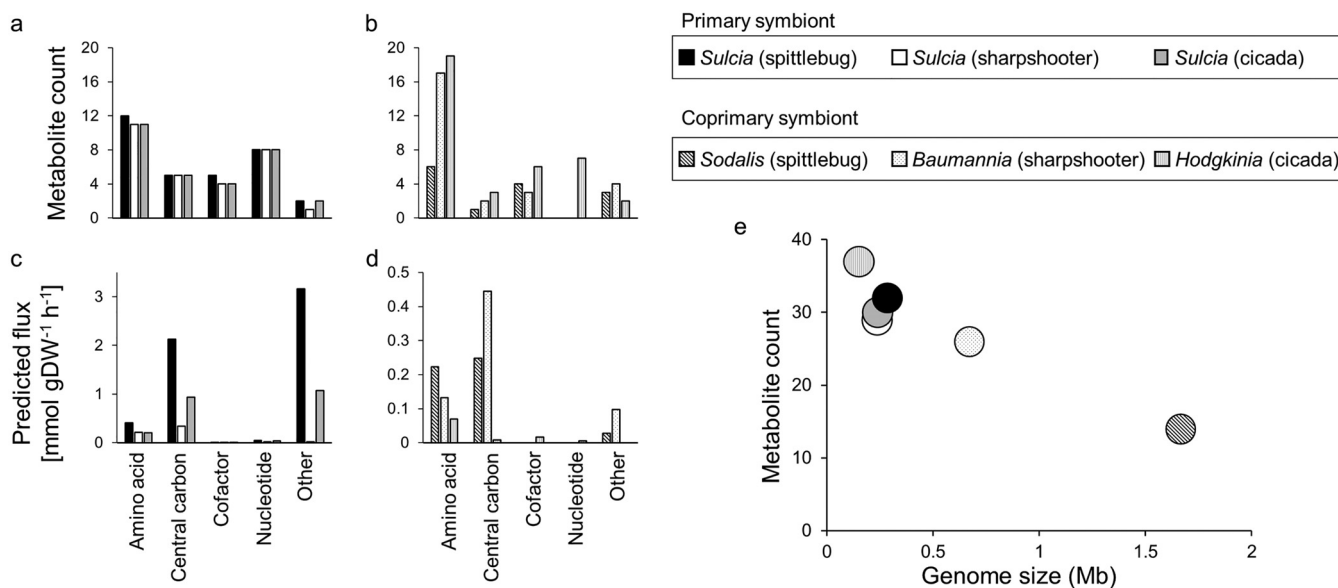 a
Metabolite count
20
16
12
8
4
0
b
20
16
12
8
4
0
Primary symbiont
Sulcia (spittlebug) Sulcia (sharpshooter) Sulcia (cicada)
Coprimary symbiont
Sodalis (spittlebug) Baumannia (sharpshooter) Hodgkinia (cicada)
c
Predicted flux
[mmol gDW⁻¹ h⁻¹]
3
2
1
0
Amino acid
Central carbon
Cofactor
Nucleotide
Other
d
0.5
0.4
0.3
0.2
0.1
0
Amino acid
Central carbon
Cofactor
Nucleotide
Other
e
Metabolite count
40
30
20
10
0
0 0.5 1 1.5 2
Genome size (Mb)